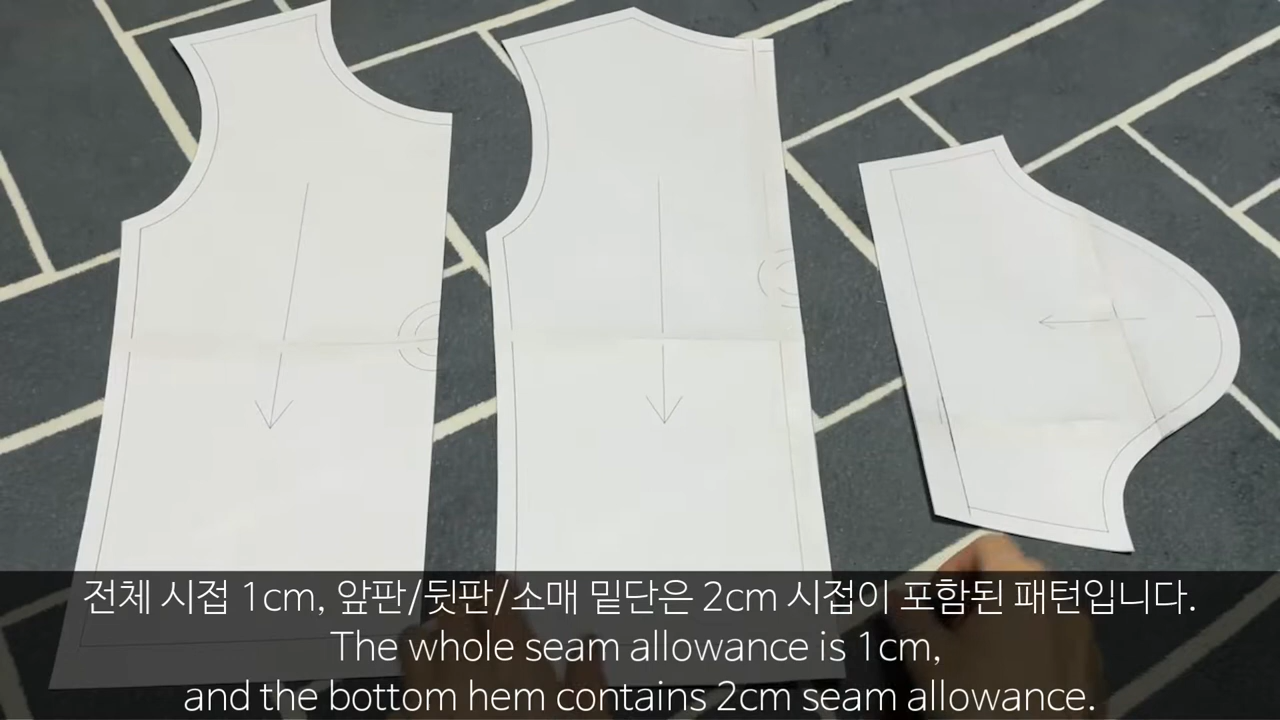 전체 시접 1cm, 앞판/뒷판/소매 밑단은 2cm 시접이 포함된 패턴입니다.
The whole seam allowance is 1cm,
and the bottom hem contains 2cm seam allowance.